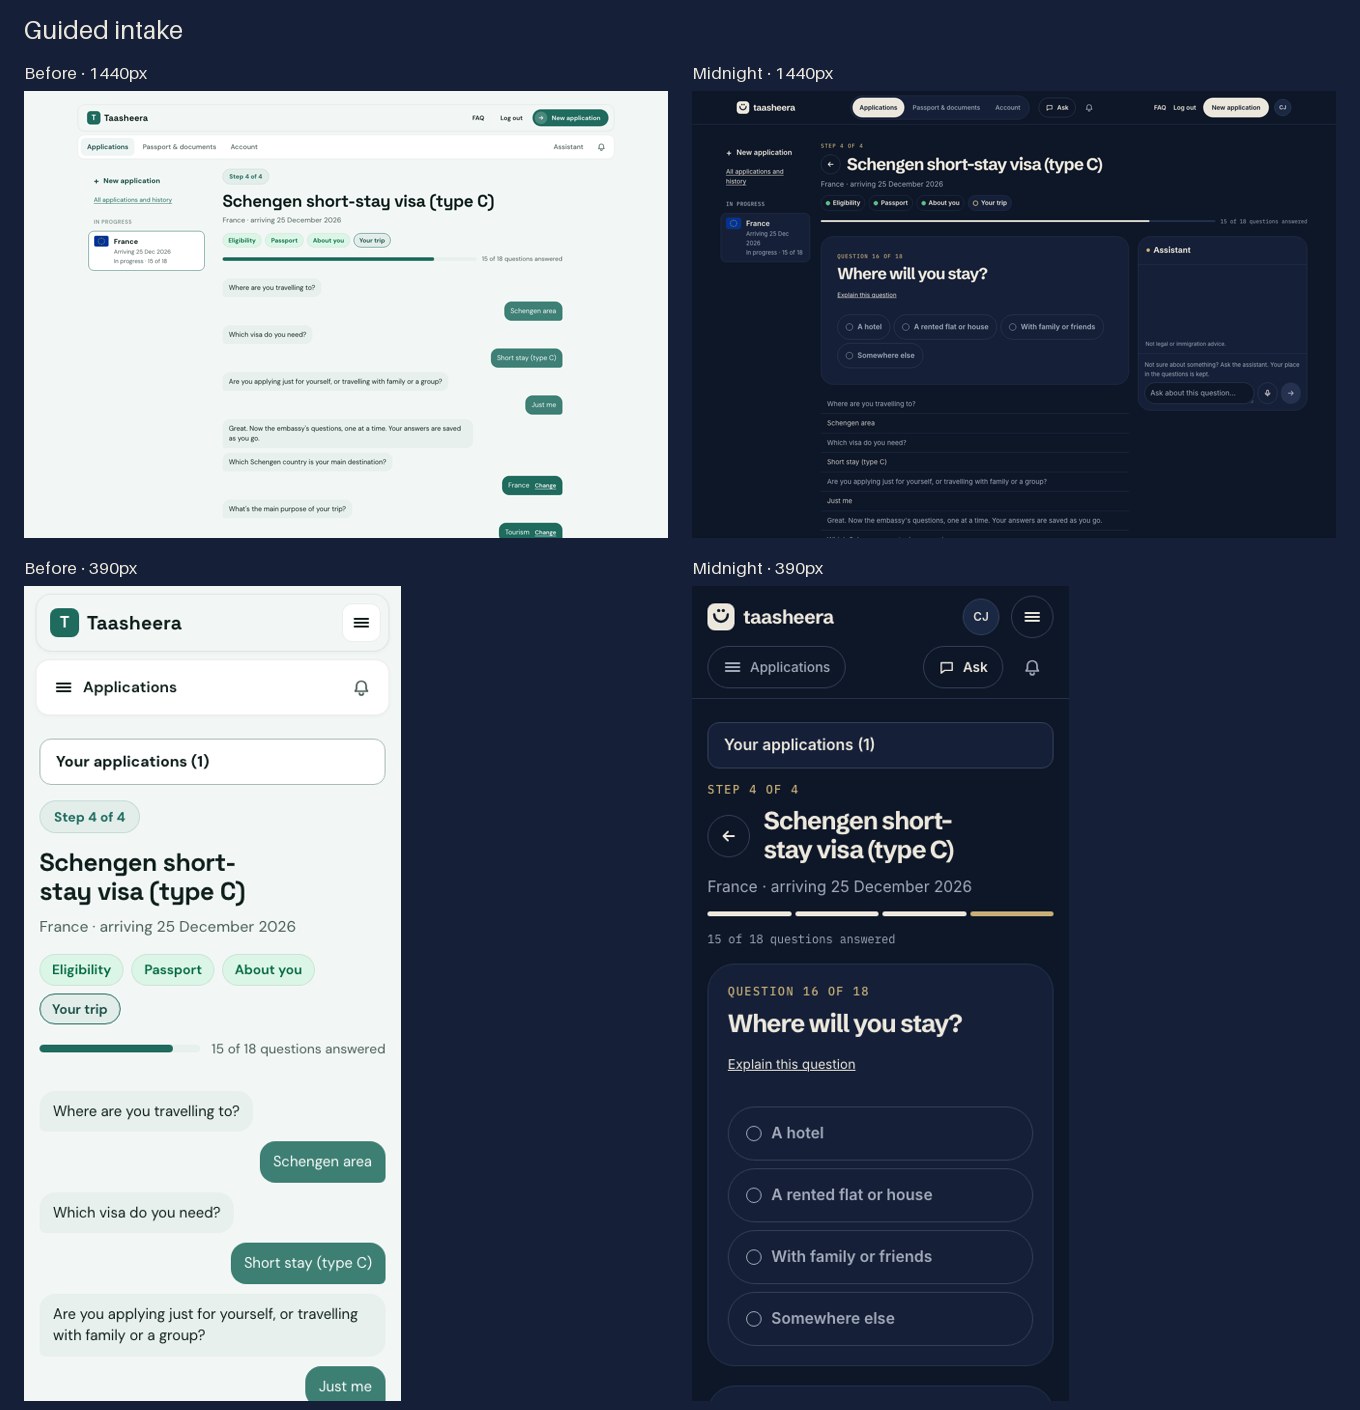 Guided intake
Before · 1440px
T Taasheera
FAQ Log out New application
Applications Passport & documents Account Assistant
+ New application
All applications and history
IN PROGRESS
France
Arriving 25 Dec
2026
In progress · 15 of 18
Step 4 of 4
Schengen short-stay visa (type C)
France · arriving 25 December 2026
Eligibility Passport About you Your trip
15 of 18 questions answered
Where are you travelling to?
Schengen area
Which visa do you need?
Short stay (type C)
Are you applying just for yourself, or travelling with family or a group?
Just me
Great. Now the embassy's questions, one at a time. Your answers are saved
as you go.
Which Schengen country is your main destination?
France Change
What's the main purpose of your trip?
Tourism Change
Midnight · 1440px
taasheera
Applications Passport & documents Account Ask FAQ Log out New application CJ
+ New application
All applications and
history
IN PROGRESS
France
Arriving 25 Dec
2026
In progress · 15 of 18
STEP 4 OF 4
Schengen short-stay visa (type C)
France · arriving 25 December 2026
Eligibility Passport About you Your trip
15 of 18 questions answered
QUESTION 16 OF 18
Where will you stay?
Explain this question
A hotel A rented flat or house With family or friends
Somewhere else
Where are you travelling to?
Schengen area
Which visa do you need?
Short stay (type C)
Are you applying just for yourself, or travelling with family or a group?
Just me
Great. Now the embassy's questions, one at a time. Your answers are saved as you go.
Assistant
Not legal or immigration advice.
Not sure about something? Ask the assistant. Your place
in the questions is kept.
Ask about this question...
Before · 390px
T Taasheera
Applications
Your applications (1)
Step 4 of 4
Schengen short-
stay visa (type C)
France · arriving 25 December 2026
Eligibility Passport About you
Your trip
15 of 18 questions answered
Where are you travelling to?
Schengen area
Which visa do you need?
Short stay (type C)
Are you applying just for yourself, or travelling
with family or a group?
Just me
Midnight · 390px
taasheera CJ
Applications Ask
Your applications (1)
STEP 4 OF 4
Schengen short-
stay visa (type C)
France · arriving 25 December 2026
15 of 18 questions answered
QUESTION 16 OF 18
Where will you stay?
Explain this question
A hotel
A rented flat or house
With family or friends
Somewhere else